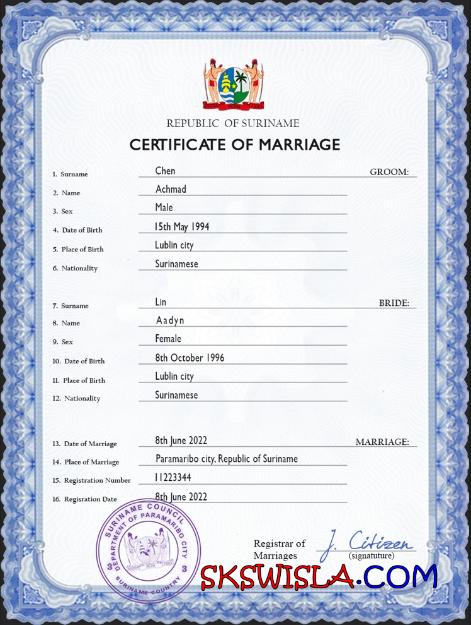 REPUBLIC OF SURINAME
CERTIFICATE OF MARRIAGE
1. Surname Chen GROOM:
2. Name Achmad
3. Sex Male
4. Date of Birth 15th May 1994
5. Place of Birth Lublin city
6. Nationality Surinamese
7. Surname Lin BRIDE:
8. Name Aadyn
9. Sex Female
10. Date of Birth 8th October 1996
11. Place of Birth Lublin city
12. Nationality Surinamese
13. Date of Marriage 8th June 2022 MARRIAGE:
14. Place of Marriage Paramaribo city, Republic of Suriname
15. Registration Number 11223344
16. Registration Date 8th June 2022
SURINAME COUNCIL
DEPARTMENT OF PARAMARIBO CITY
SURINAME COUNTRY
Registrar of J. Citizen
Marriages (signaturure)
SKSWISLA.COM